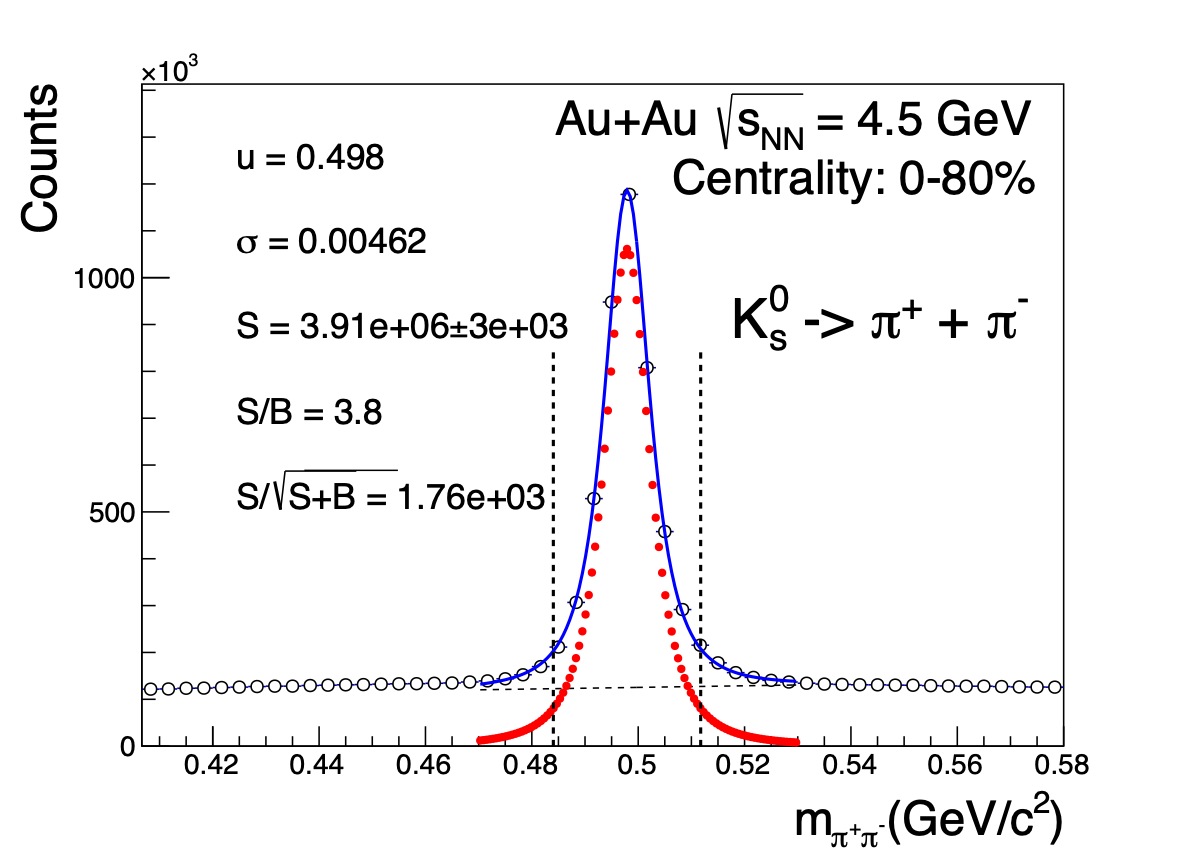 ×10³
Counts
Au+Au √sNN = 4.5 GeV
Centrality: 0-80%
u = 0.498
σ = 0.00462
S = 3.91e+06±3e+03
S/B = 3.8
S/√S+B = 1.76e+03
K⁰s -> π⁺ + π⁻
1000
500
0
0.42 0.44 0.46 0.48 0.5 0.52 0.54 0.56 0.58
mπ⁺π⁻(GeV/c²)